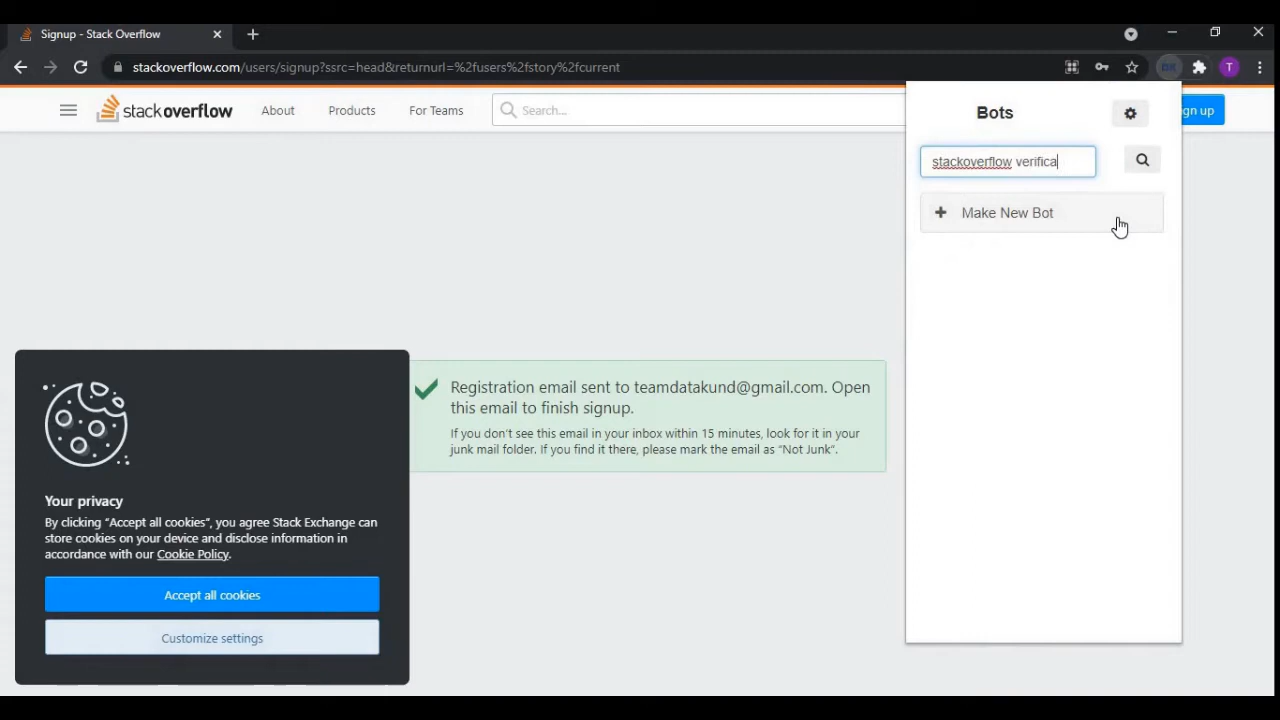 Signup - Stack Overflow
stackoverflow.com/users/signup?ssrc=head&returnurl=%2fusers%2fstory%2fcurrent
T
stackoverflow
About
Products
For Teams
Search...
gn up
Bots
stackoverflow verifica
Make New Bot
Registration email sent to teamdatakund@gmail.com. Open
this email to finish signup.
If you don't see this email in your inbox within 15 minutes, look for it in your
junk mail folder. If you find it there, please mark the email as "Not Junk".
Your privacy
By clicking "Accept all cookies", you agree Stack Exchange can
store cookies on your device and disclose information in
accordance with our Cookie Policy.
Accept all cookies
Customize settings